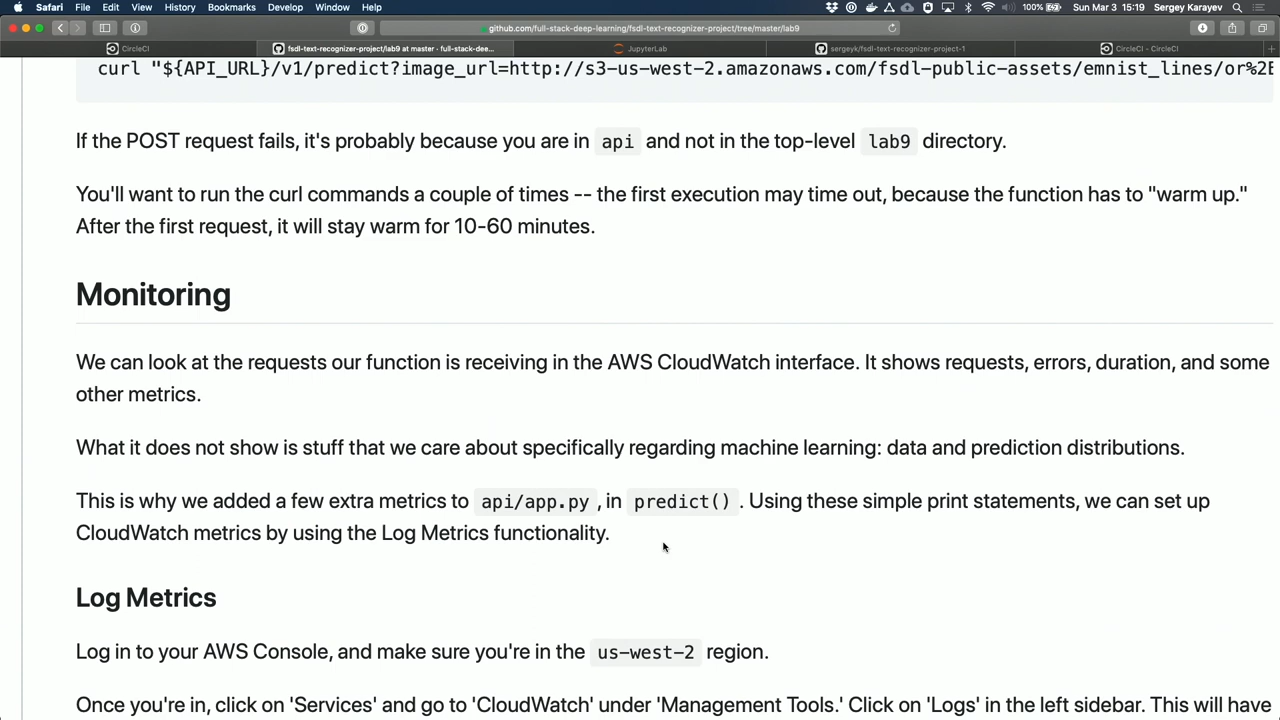 Safari File Edit View History Bookmarks Develop Window Help 100% Sun Mar 3 15:19 Sergey Karayev
github.com/full-stack-deep-learning/fsdl-text-recognizer-project/tree/master/lab9
CircleCI fsdl-text-recognizer-project/lab9 at master · full-stack-dee... JupyterLab sergeyk/fsdl-text-recognizer-project-1 CircleCI - CircleCI
curl "${API_URL}/v1/predict?image_url=http://s3-us-west-2.amazonaws.com/fsdl-public-assets/emnist_lines/or%2E
If the POST request fails, it's probably because you are in api and not in the top-level lab9 directory.
You'll want to run the curl commands a couple of times -- the first execution may time out, because the function has to "warm up."
After the first request, it will stay warm for 10-60 minutes.
Monitoring
We can look at the requests our function is receiving in the AWS CloudWatch interface. It shows requests, errors, duration, and some
other metrics.
What it does not show is stuff that we care about specifically regarding machine learning: data and prediction distributions.
This is why we added a few extra metrics to api/app.py , in predict() . Using these simple print statements, we can set up
CloudWatch metrics by using the Log Metrics functionality.
Log Metrics
Log in to your AWS Console, and make sure you're in the us-west-2 region.
Once you're in, click on 'Services' and go to 'CloudWatch' under 'Management Tools.' Click on 'Logs' in the left sidebar. This will have